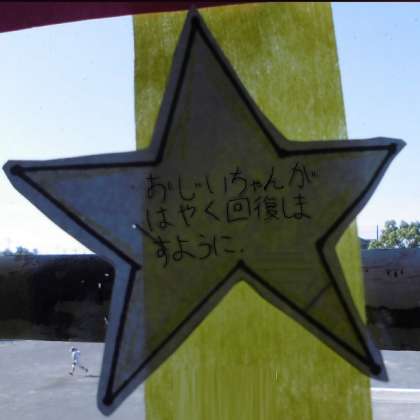 おじいちゃんが
はやく回復しま
すように.